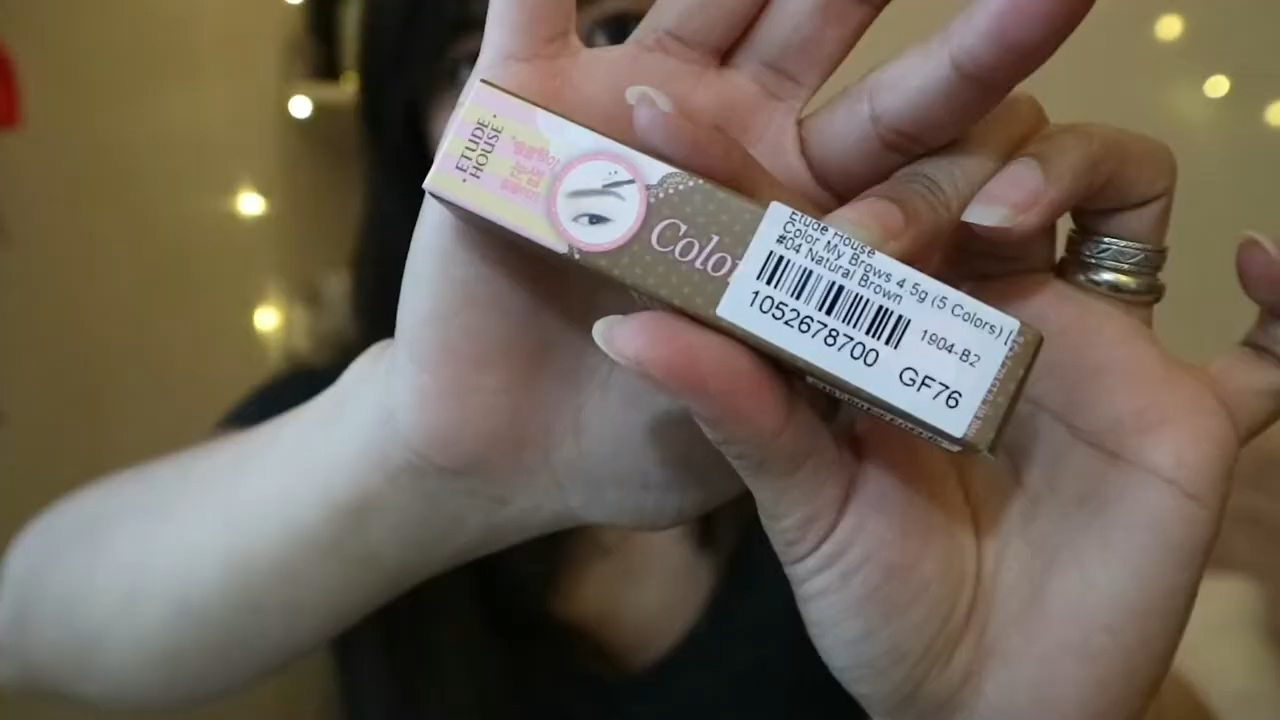 · ETUDE ·
HOUSE
Color
Etude House
Color My Brows 4.5g (5 Colors) [
#04 Natural Brown
1904-B2
1052678700
GF76